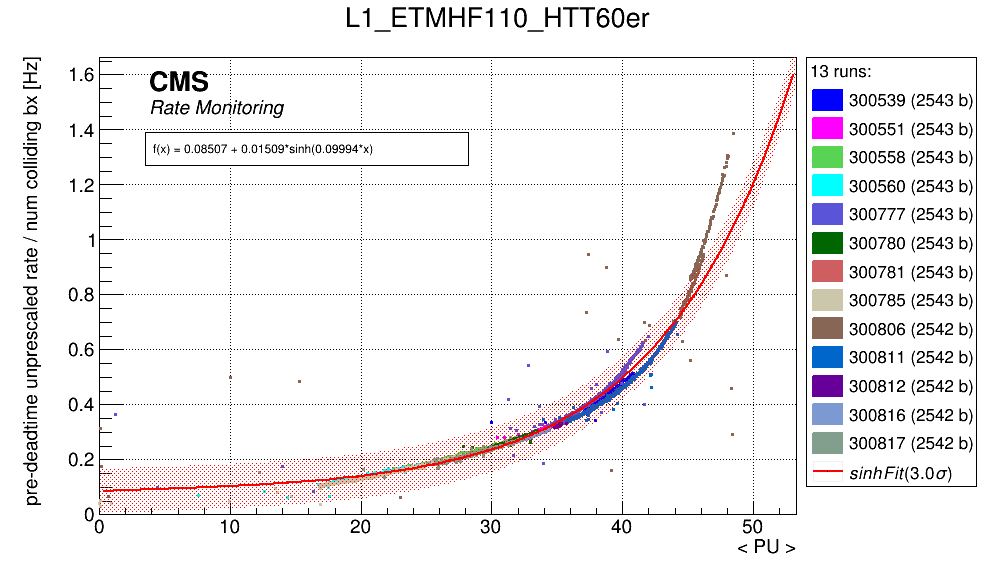 L1_ETMHF110_HTT60er
pre-deadtime unprescaled rate / num colliding bx [Hz]
CMS
Rate Monitoring
f(x) = 0.08507 + 0.01509*sinh(0.09994*x)
1.6
1.4
1.2
1
0.8
0.6
0.4
0.2
0
0 10 20 30 40 50
< PU >
13 runs:
300539 (2543 b)
300551 (2543 b)
300558 (2543 b)
300560 (2543 b)
300777 (2543 b)
300780 (2543 b)
300781 (2543 b)
300785 (2543 b)
300806 (2542 b)
300811 (2542 b)
300812 (2542 b)
300816 (2542 b)
300817 (2542 b)
sinhFit(3.0σ)